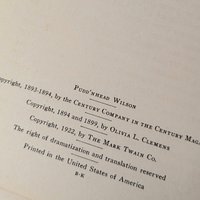 PUDD'NHEAD WILSON
Copyright, 1893-1894, by the CENTURY COMPANY in the CENTURY
Copyright, 1894 and 1899, by OLIVIA L. CLEMENS
Copyright, 1922, by THE MARK TWAIN CO.
The right of dramatization and translation reserved
Printed in the United States of America
B-K